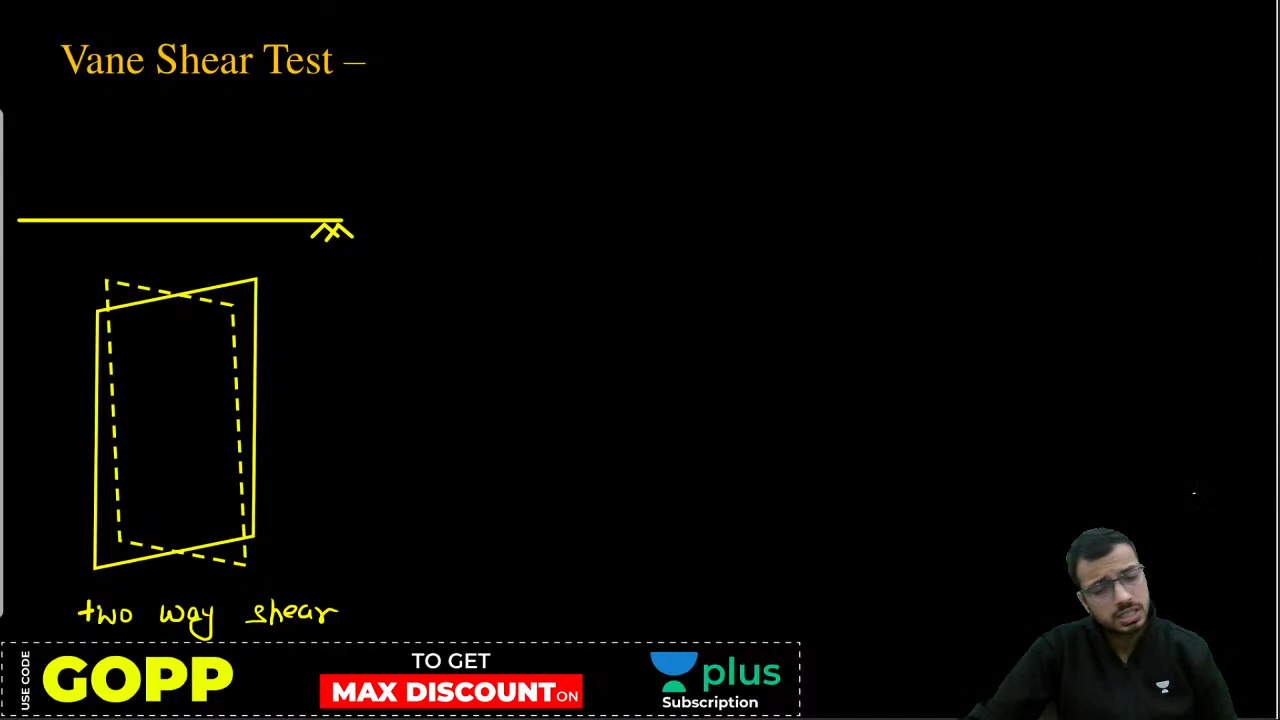 Vane Shear Test –
two way shear
USE CODE
GOPP
TO GET
MAX DISCOUNT ON
plus
Subscription